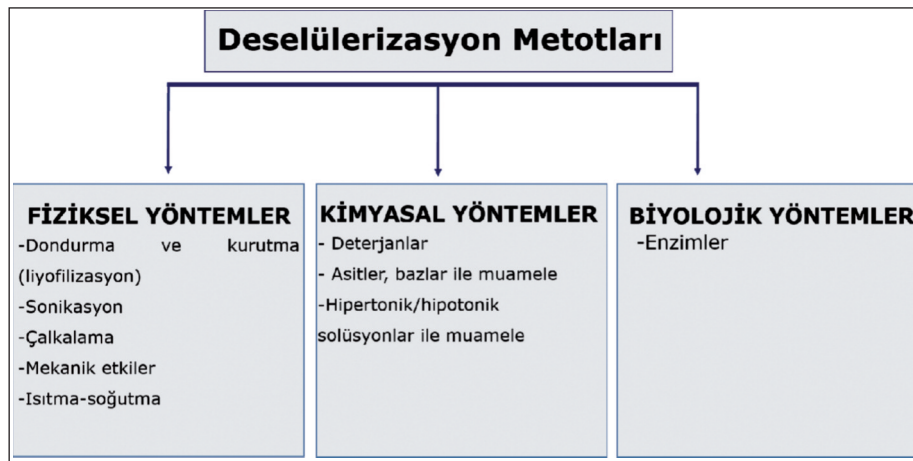 Deselülerizasyon Metotları
FİZİKSEL YÖNTEMLER
-Dondurma ve kurutma
(liyofilizasyon)
-Sonikasyon
-Çalkalama
-Mekanik etkiler
-Isıtma-soğutma
KİMYASAL YÖNTEMLER
- Deterjanlar
- Asitler, bazlar ile muamele
-Hipertonik/hipotonik
solüsyonlar ile muamele
BİYOLOJİK YÖNTEMLER
-Enzimler